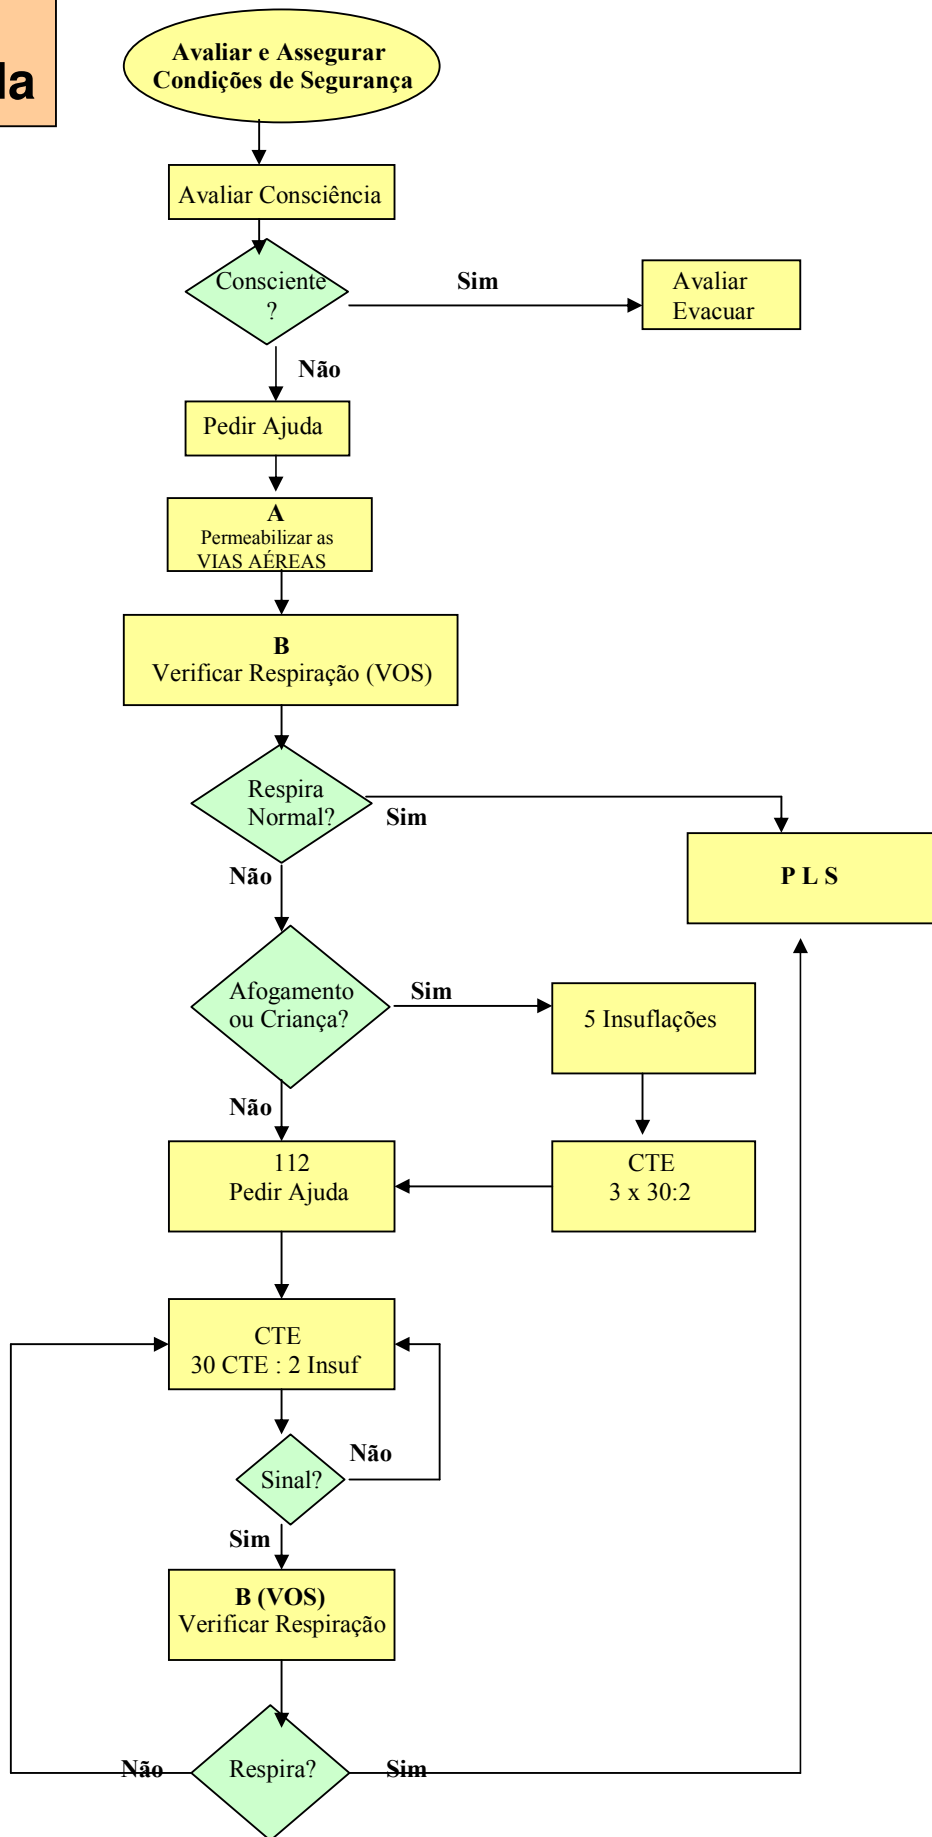 da
Avaliar e Assegurar
Condições de Segurança
Avaliar Consciência
Consciente
?
Sim
Avaliar
Evacuar
Não
Pedir Ajuda
A
Permeabilizar as
VIAS AÉREAS
B
Verificar Respiração (VOS)
Respira
Normal?
Sim
P L S
Não
Afogamento
ou Criança?
Sim
5 Insuflações
Não
112
Pedir Ajuda
CTE
3 x 30:2
CTE
30 CTE : 2 Insuf
Sinal?
Não
Sim
B (VOS)
Verificar Respiração
Não
Respira?
Sim